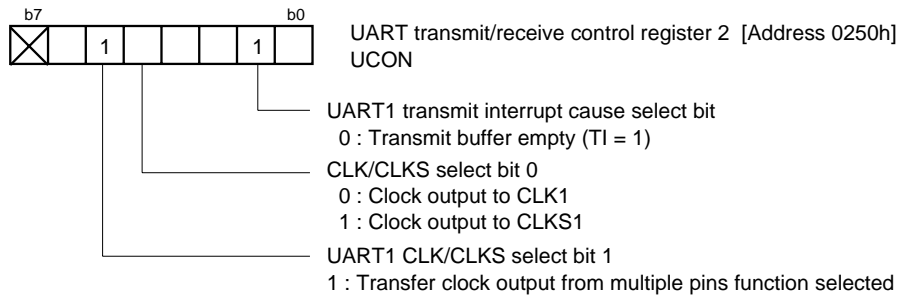 b7 b0
1 1
UART transmit/receive control register 2 [Address 0250h]
UCON
UART1 transmit interrupt cause select bit
0 : Transmit buffer empty (TI = 1)
CLK/CLKS select bit 0
0 : Clock output to CLK1
1 : Clock output to CLKS1
UART1 CLK/CLKS select bit 1
1 : Transfer clock output from multiple pins function selected